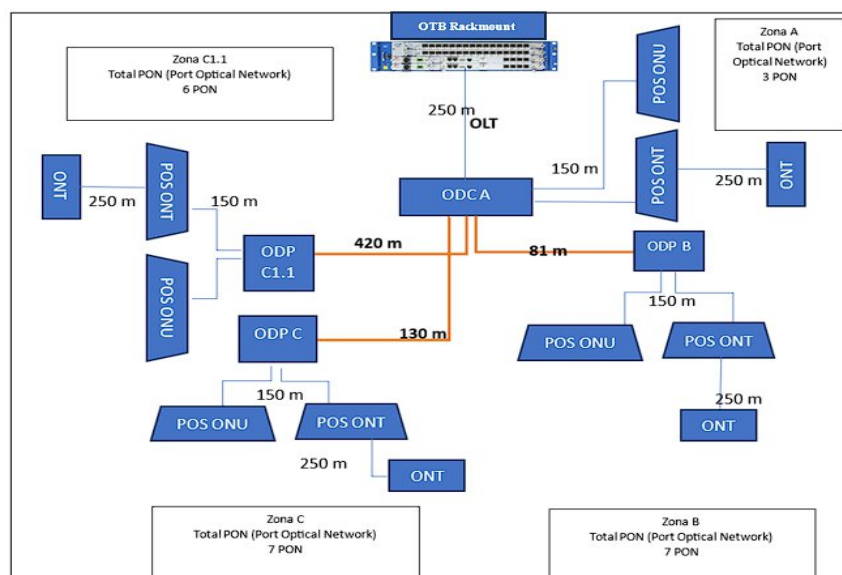 OTB Rackmount
Zona C1.1
Total PON (Port Optical Network)
6 PON
Zona A
Total PON (Port
Optical Network)
3 PON
250 m
OLT
POS ONU
150 m
POS ONT
250 m
ONT
ODC A
ONT
250 m
POS ONT
150 m
ODP
C1.1
420 m
81 m
ODP B
POS ONU
150 m
POS ONU
POS ONT
ODP C
130 m
150 m
POS ONU
POS ONT
250 m
ONT
250 m
ONT
Zona C
Total PON (Port Optical Network)
7 PON
Zona B
Total PON (Port Optical Network)
7 PON